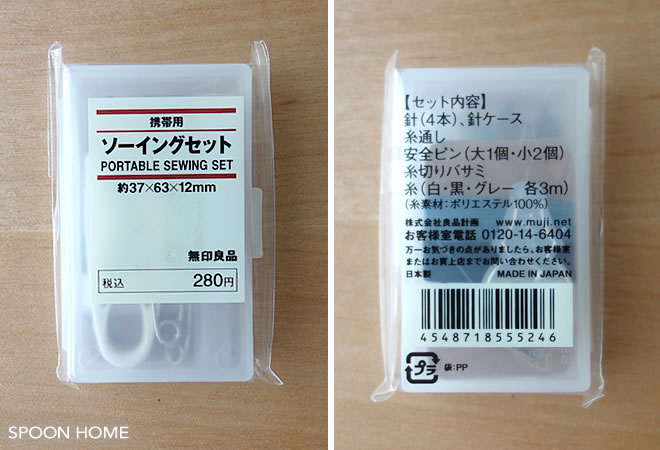 携帯用
ソーイングセット
PORTABLE SEWING SET
約37×63×12mm
無印良品
税込 280円
SPOON HOME
【セット内容】
針(4本)、針ケース
糸通し
安全ピン(大1個・小2個)
糸切りバサミ
糸(白・黒・グレー 各3m)
(糸素材:ポリエステル100%)
株式会社良品計画 www.muji.net
お客様室電話 0120-14-6404
万一お気づきの点がありましたら、お客様室
またはお買上店までお問い合わせください。
日本製 MADE IN JAPAN
4548718555246
プラ 袋:PP